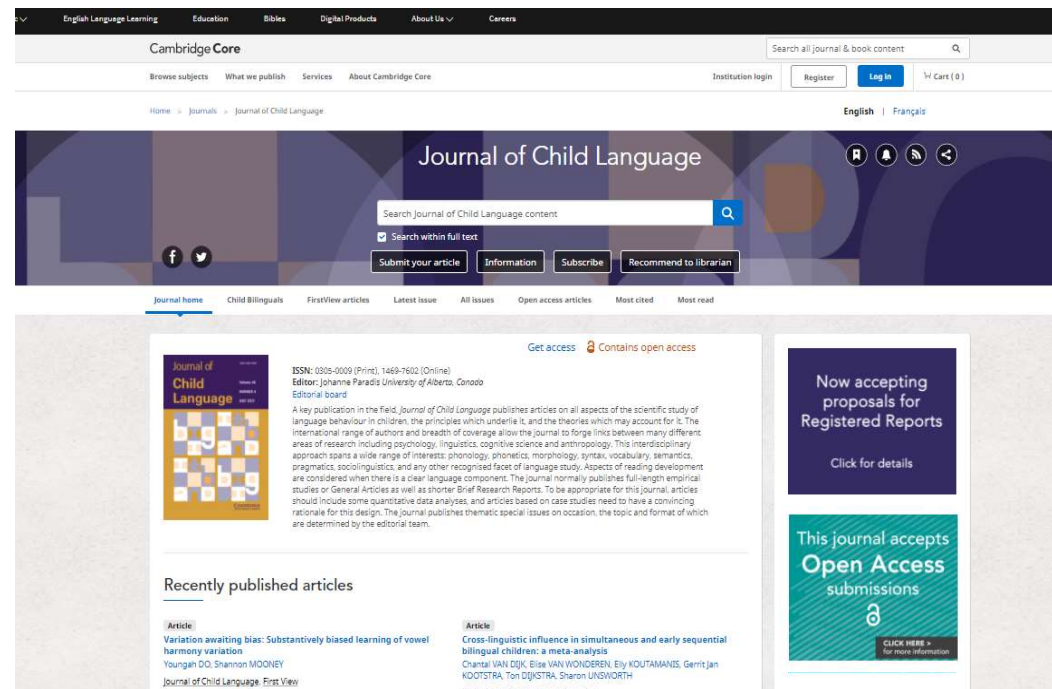 English Language Learning Education Bibles Digital Products About Us Careers
Cambridge Core
Search all journal & book content
Browse subjects What we publish Services About Cambridge Core Institution login Register Log in Cart ( 0 )
Home > Journals > Journal of Child Language English | Français
Journal of Child Language
Search Journal of Child Language content
Search within full text
Submit your article Information Subscribe Recommend to librarian
Journal home Child Bilinguals FirstView articles Latest issue All issues Open access articles Most cited Most read
Get access Contains open access
Journal of
Child
Language
ISSN: 0305-0009 (Print), 1469-7602 (Online)
Editor: Johanne Paradis University of Alberta, Canada
Editorial board
A key publication in the field, Journal of Child Language publishes articles on all aspects of the scientific study of
language behaviour in children, the principles which underlie it, and the theories which may account for it. The
international range of authors and breadth of coverage allow the journal to forge links between many different
areas of research including psychology, linguistics, cognitive science and anthropology. This interdisciplinary
approach spans a wide range of interests: phonology, phonetics, morphology, syntax, vocabulary, semantics,
pragmatics, sociolinguistics, and any other recognised facet of language study. Aspects of reading development
are considered when there is a clear language component. The journal normally publishes full-length empirical
studies or General Articles as well as shorter Brief Research Reports. To be appropriate for this journal, articles
should include some quantitative data analyses, and articles based on case studies need to have a convincing
rationale for this design. The journal publishes thematic special issues on occasion, the topic and format of which
are determined by the editorial team.
Now accepting
proposals for
Registered Reports
Click for details
This journal accepts
Open Access
submissions
CLICK HERE >
for more information
Recently published articles
Article
Variation awaiting bias: Substantively biased learning of vowel
harmony variation
Youngah DO, Shannon MOONEY
Journal of Child Language, First View
Article
Cross-linguistic influence in simultaneous and early sequential
bilingual children: a meta-analysis
Chantal VAN DIJK, Elise VAN WONDEREN, Elly KOUTAMANIS, Gerrit Jan
KOOTSTRA, Ton DIJKSTRA, Sharon UNSWORTH